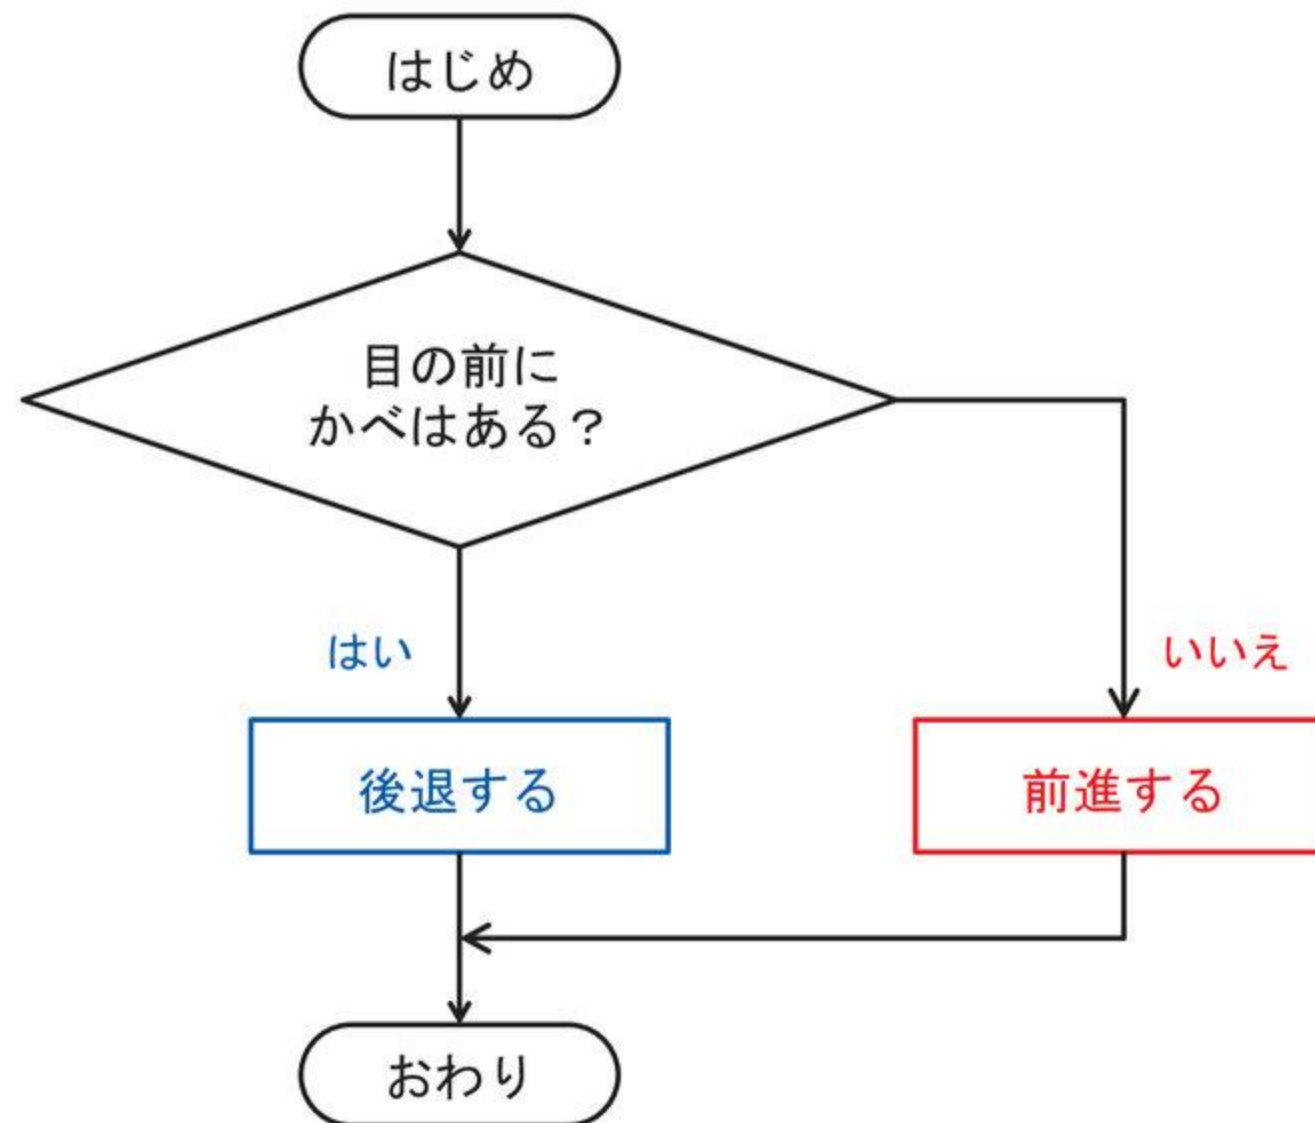 はじめ
目の前に
かべはある？
はい
いいえ
後退する
前進する
おわり